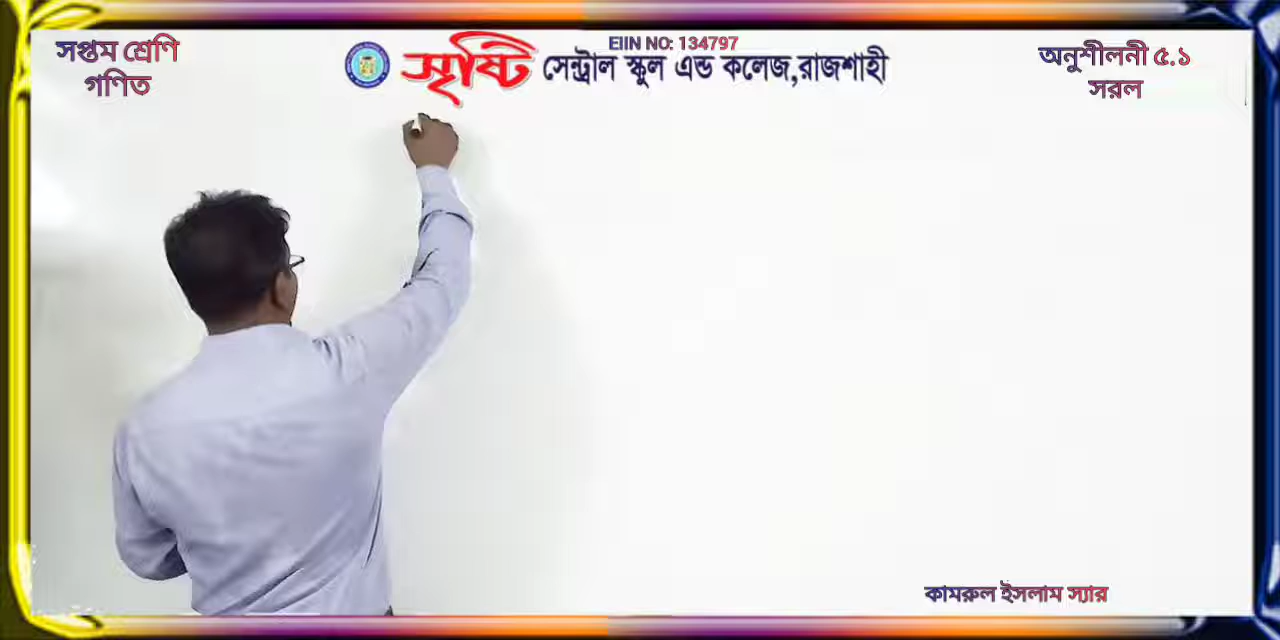 সপ্তম শ্রেণি
গণিত
EIIN NO: 134797
সৃষ্টি সেন্ট্রাল স্কুল এন্ড কলেজ,রাজশাহী
অনুশীলনী ৫.১
সরল
কামরুল ইসলাম স্যার